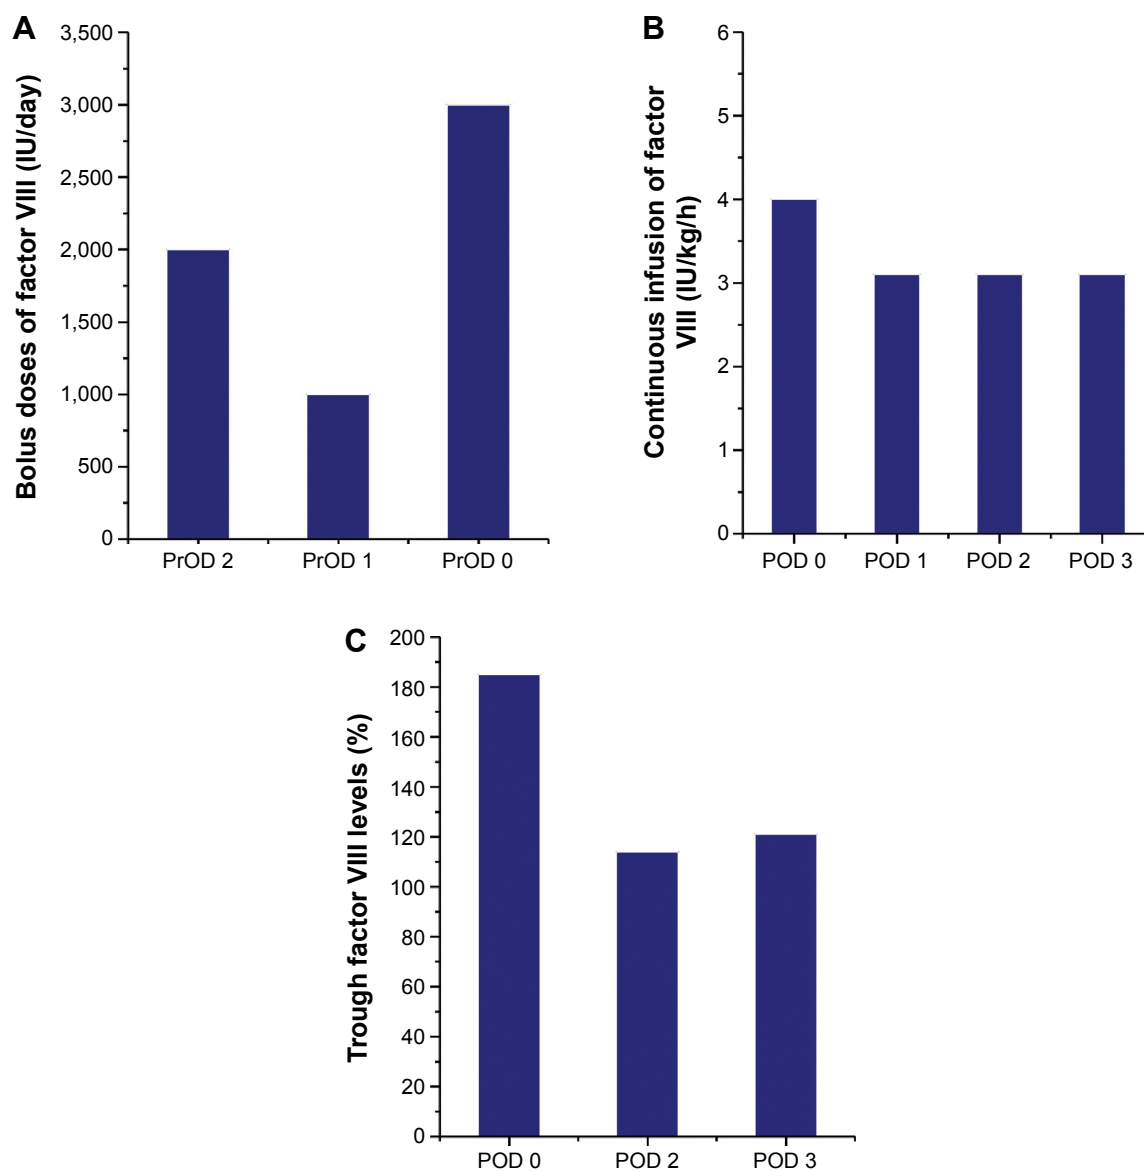 A
Bolus doses of factor VIII (IU/day)
3,500
3,000
2,500
2,000
1,500
1,000
500
0
PrOD 2 PrOD 1 PrOD 0
B
Continuous infusion of factor
VIII (IU/kg/h)
6
5
4
3
2
1
0
POD 0 POD 1 POD 2 POD 3
C
Trough factor VIII levels (%)
200
180
160
140
120
100
80
60
40
20
0
POD 0 POD 2 POD 3